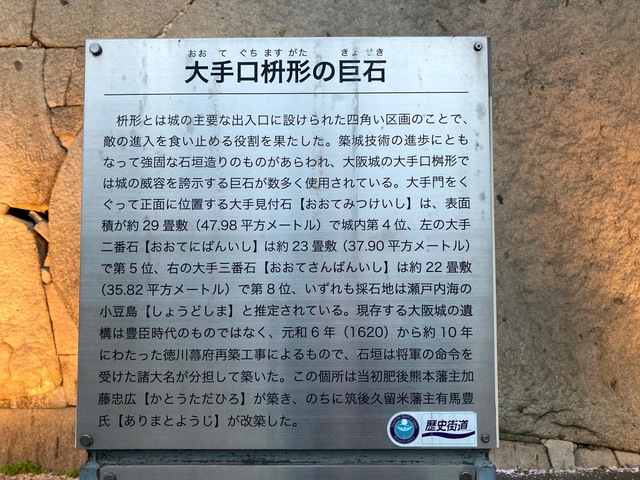 おおてぐちますがた　きょせき
大手口枡形の巨石
枡形とは城の主要な出入口に設けられた四角い区画のことで、
敵の進入を食い止める役割を果たした。築城技術の進歩にとも
なって強固な石垣造りのものがあらわれ、大阪城の大手口桝形で
は城の威容を誇示する巨石が数多く使用されている。大手門をく
ぐって正面に位置する大手見付石【おおてみつけいし】は、表面
積が約29畳敷（47.98平方メートル）で城内第４位、左の大手
二番石【おおてにばんいし】は約23畳敷（37.90平方メートル）
で第５位、右の大手三番石【おおてさんばんいし】は約22畳敷
（35.82平方メートル）で第８位、いずれも採石地は瀬戸内海の
小豆島【しょうどしま】と推定されている。現存する大阪城の遺
構は豊臣時代のものではなく、元和６年（1620）から約10年
にわたった徳川幕府再築工事によるもので、石垣は将軍の命令を
受けた諸大名が分担して築いた。この個所は当初肥後熊本藩主加
藤忠広【かとうただひろ】が築き、のちに筑後久留米藩主有馬豊
氏【ありまとようじ】が改築した。
歴史街道